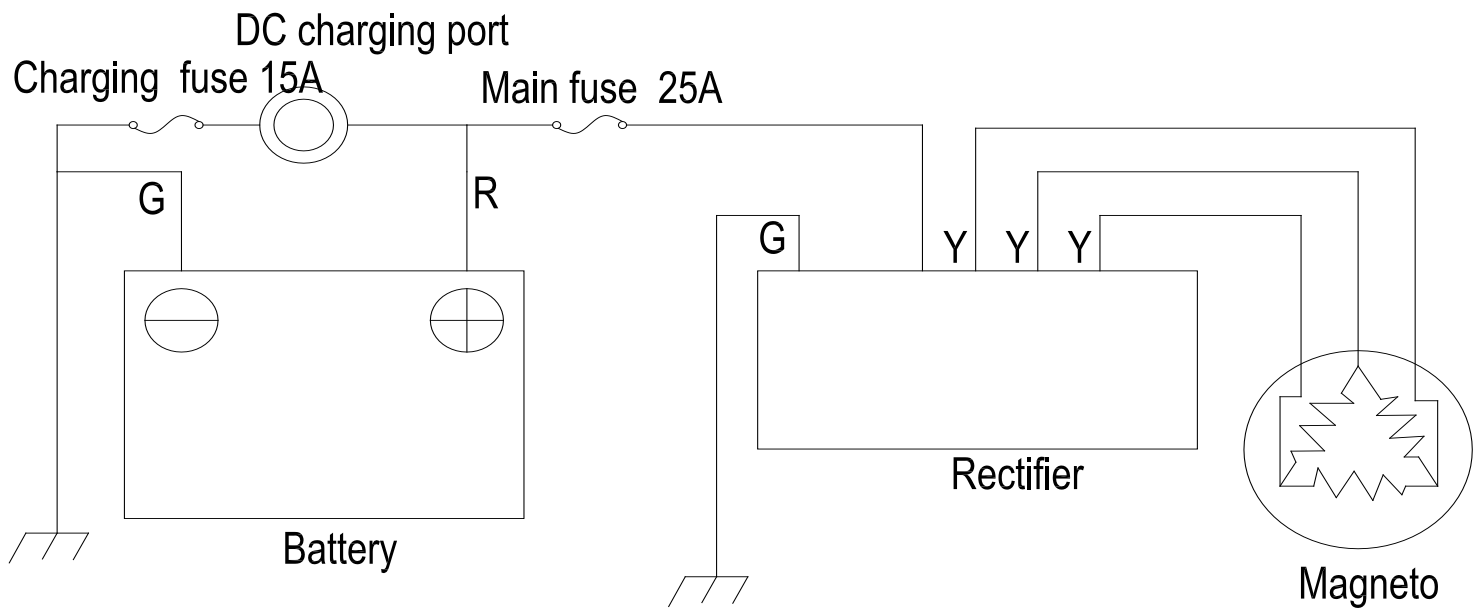 DC charging port
Charging fuse 15A
Main fuse 25A
G
R
G
Y
Y
Y
Rectifier
Battery
Magneto